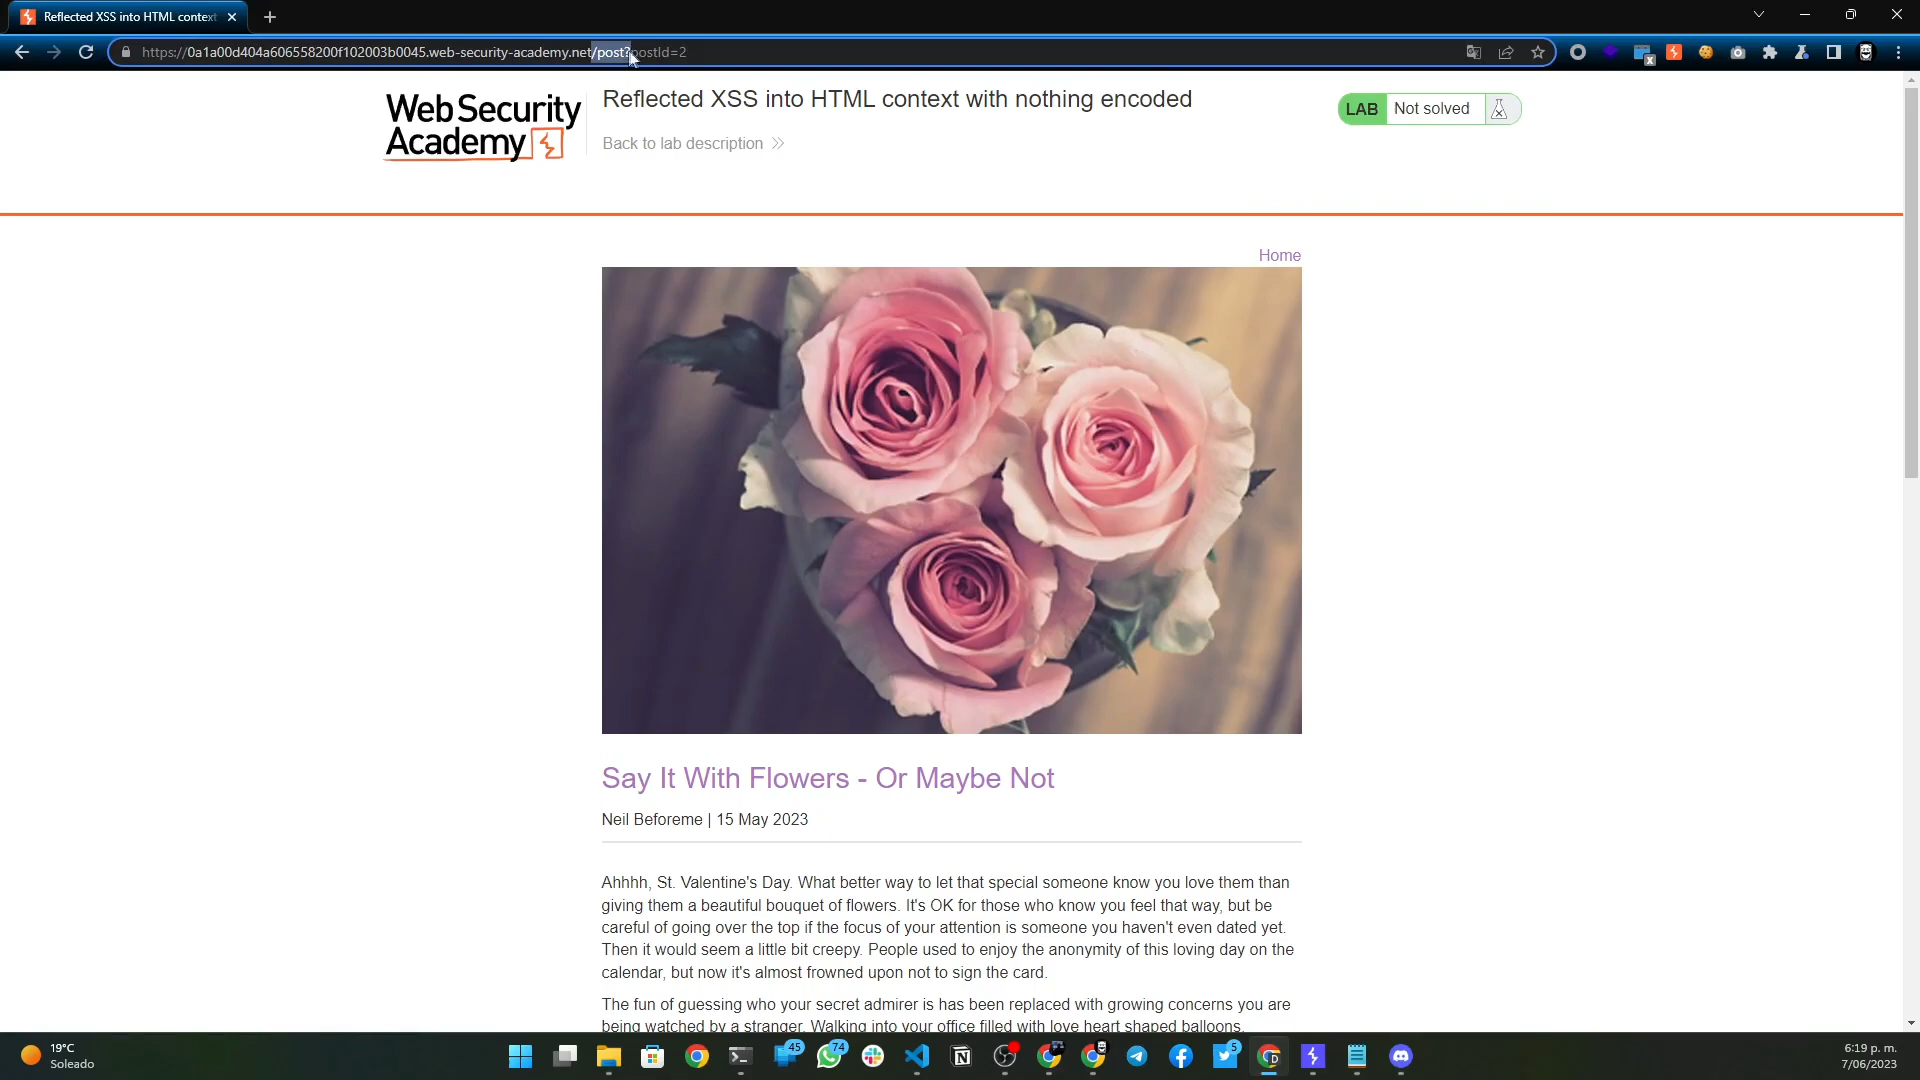 Reflected XSS into HTML context
https://0a1a00d404a606558200f102003b0045.web-security-academy.net/post?postId=2
WebSecurity
Academy
Reflected XSS into HTML context with nothing encoded
Back to lab description
LAB
Not solved
Home
Say It With Flowers - Or Maybe Not
Neil Beforeme | 15 May 2023
Ahhhh, St. Valentine's Day. What better way to let that special someone know you love them than
giving them a beautiful bouquet of flowers. It's OK for those who know you feel that way, but be
careful of going over the top if the focus of your attention is someone you haven't even dated yet.
Then it would seem a little bit creepy. People used to enjoy the anonymity of this loving day on the
calendar, but now it's almost frowned upon not to sign the card.
The fun of guessing who your secret admirer is has been replaced with growing concerns you are
being watched by a stranger. Walking into your office filled with love heart shaped balloons,
19°C
Soleado
45
74
5
6:19 p. m.
7/06/2023